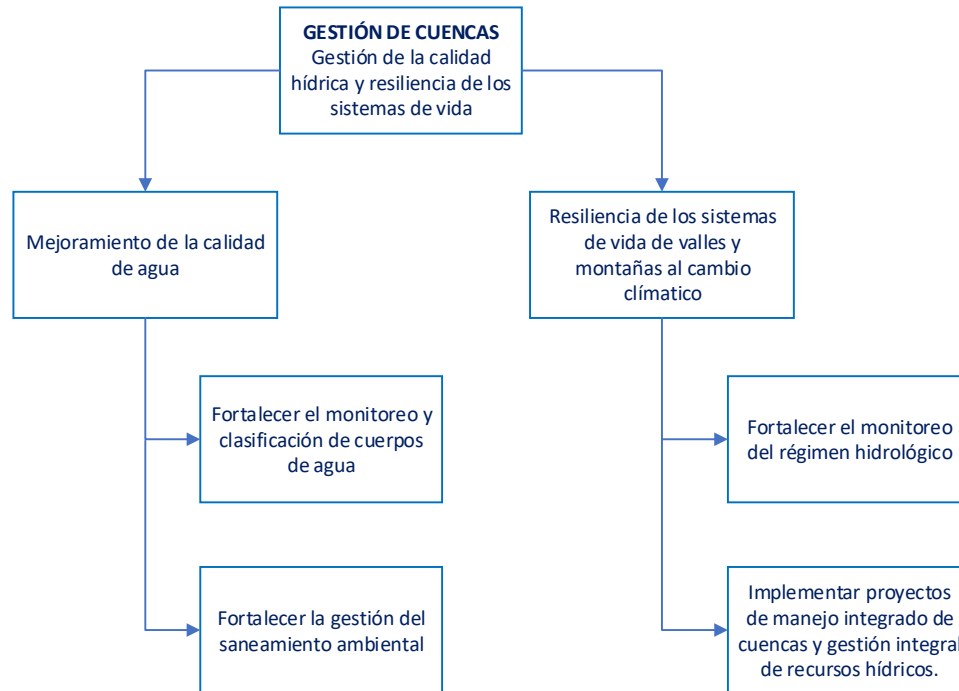 GESTIÓN DE CUENCAS
Gestión de la calidad
hídrica y resiliencia de los
sistemas de vida
Mejoramiento de la calidad
de agua
Resiliencia de los sistemas
de vida de valles y
montañas al cambio
clímatico
Fortalecer el monitoreo y
clasificación de cuerpos
de agua
Fortalecer el monitoreo
del régimen hidrológico
Fortalecer la gestión del
saneamiento ambiental
Implementar proyectos
de manejo integrado de
cuencas y gestión integral
de recursos hídricos.